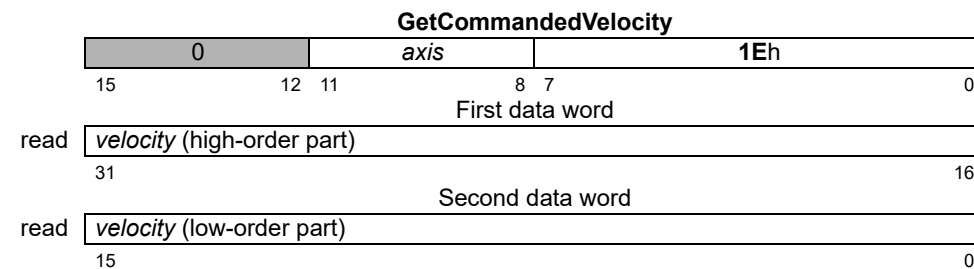 GetCommandedVelocity
0 axis 1Eh
15 12 11 8 7 0
First data word
read velocity (high-order part)
31 16
Second data word
read velocity (low-order part)
15 0